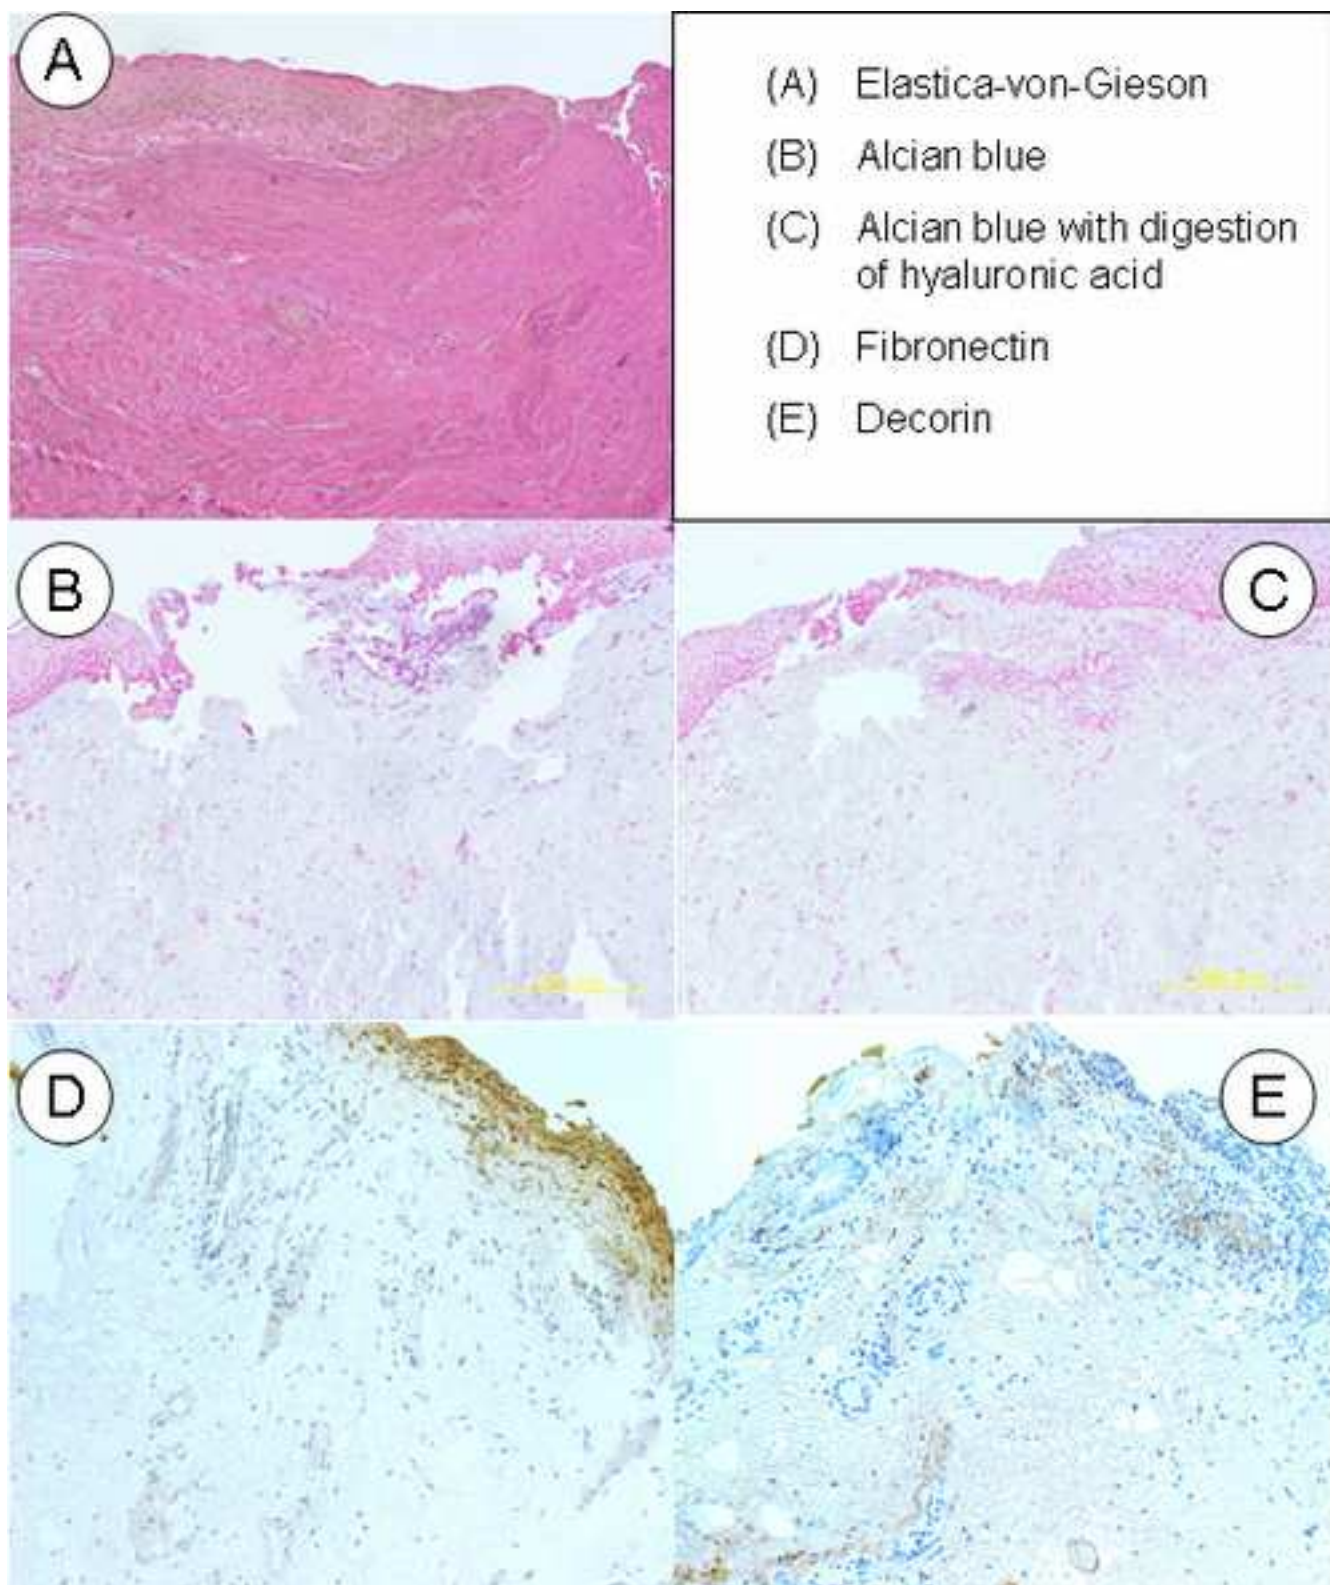 A
(A) Elastica-von-Gieson
(B) Alcian blue
(C) Alcian blue with digestion
of hyaluronic acid
(D) Fibronectin
(E) Decorin
B
C
D
E